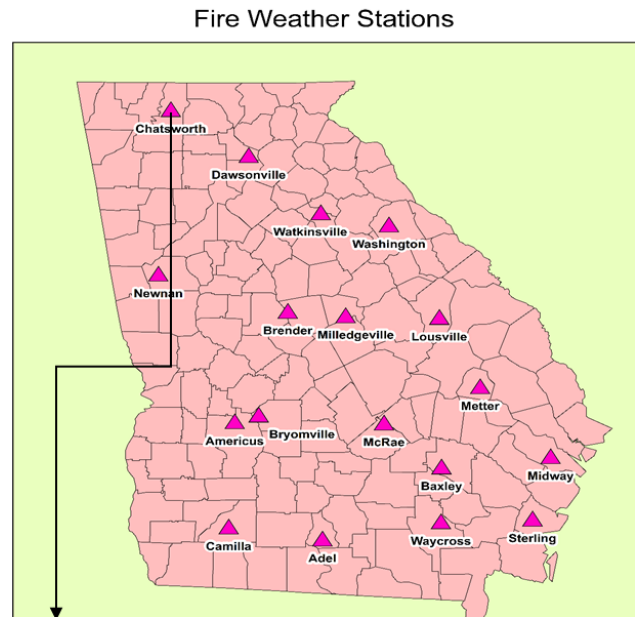 Fire Weather Stations
Chatsworth
Dawsonville
Watkinsville
Washington
Newnan
Brender
Milledgeville
Lousville
Metter
Americus
Bryomville
McRae
Midway
Baxley
Camilla
Adel
Waycross
Sterling